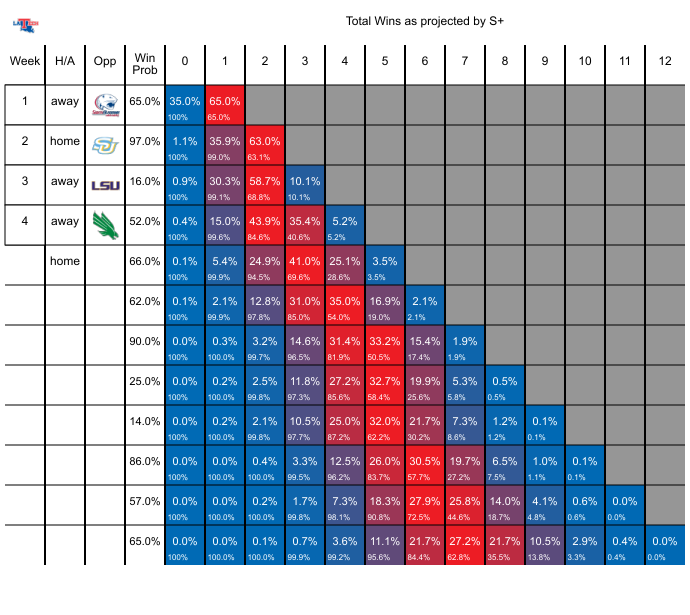 Total Wins as projected by S+
Week H/A Opp Win Prob 0 1 2 3 4 5 6 7 8 9 10 11 12
1 away 65.0% 35.0% 65.0%
100% 65.0%
2 home 97.0% 1.1% 35.9% 63.0%
100% 99.0% 63.1%
3 away LSU 16.0% 0.9% 30.3% 58.7% 10.1%
100% 99.1% 68.8% 10.1%
4 away 52.0% 0.4% 15.0% 43.9% 35.4% 5.2%
100% 99.6% 84.6% 40.6% 5.2%
home 66.0% 0.1% 5.4% 24.9% 41.0% 25.1% 3.5%
100% 99.9% 94.5% 69.6% 28.6% 3.5%
62.0% 0.1% 2.1% 12.8% 31.0% 35.0% 16.9% 2.1%
100% 99.9% 97.8% 85.0% 54.0% 19.0% 2.1%
90.0% 0.0% 0.3% 3.2% 14.6% 31.4% 33.2% 15.4% 1.9%
100% 100.0% 99.7% 96.5% 81.9% 50.5% 17.4% 1.9%
25.0% 0.0% 0.2% 2.5% 11.8% 27.2% 32.7% 19.9% 5.3% 0.5%
100% 100.0% 99.8% 97.3% 85.6% 58.4% 25.6% 5.8% 0.5%
14.0% 0.0% 0.2% 2.1% 10.5% 25.0% 32.0% 21.7% 7.3% 1.2% 0.1%
100% 100.0% 99.8% 97.7% 87.2% 62.2% 30.2% 8.6% 1.2% 0.1%
86.0% 0.0% 0.0% 0.4% 3.3% 12.5% 26.0% 30.5% 19.7% 6.5% 1.0% 0.1%
100% 100.0% 100.0% 99.5% 96.2% 83.7% 57.7% 27.2% 7.5% 1.1% 0.1%
57.0% 0.0% 0.0% 0.2% 1.7% 7.3% 18.3% 27.9% 25.8% 14.0% 4.1% 0.6% 0.0%
100% 100.0% 100.0% 99.8% 98.1% 90.8% 72.5% 44.6% 18.7% 4.8% 0.6% 0.0%
65.0% 0.0% 0.0% 0.1% 0.7% 3.6% 11.1% 21.7% 27.2% 21.7% 10.5% 2.9% 0.4% 0.0%
100% 100.0% 100.0% 99.9% 99.2% 95.6% 84.4% 62.8% 35.5% 13.8% 3.3% 0.4% 0.0%